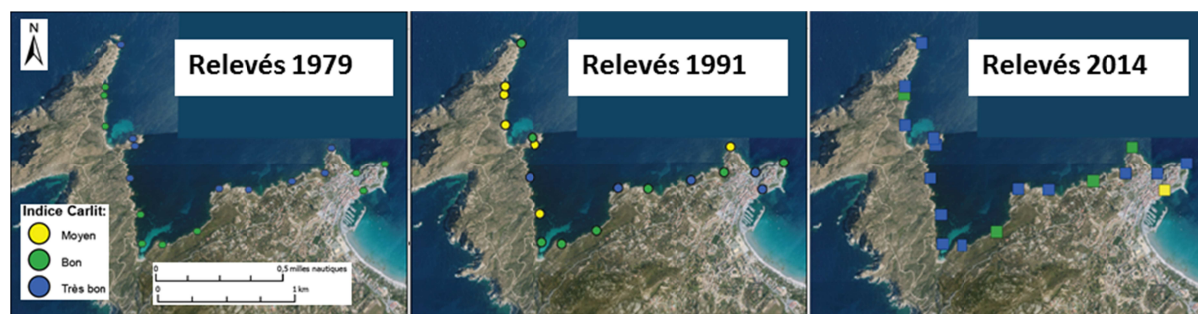 N
Relevés 1979
Relevés 1991
Relevés 2014
Indice Carlit:
Moyen
Bon
Très bon
0
0,5 milles nautiques
0
1 km